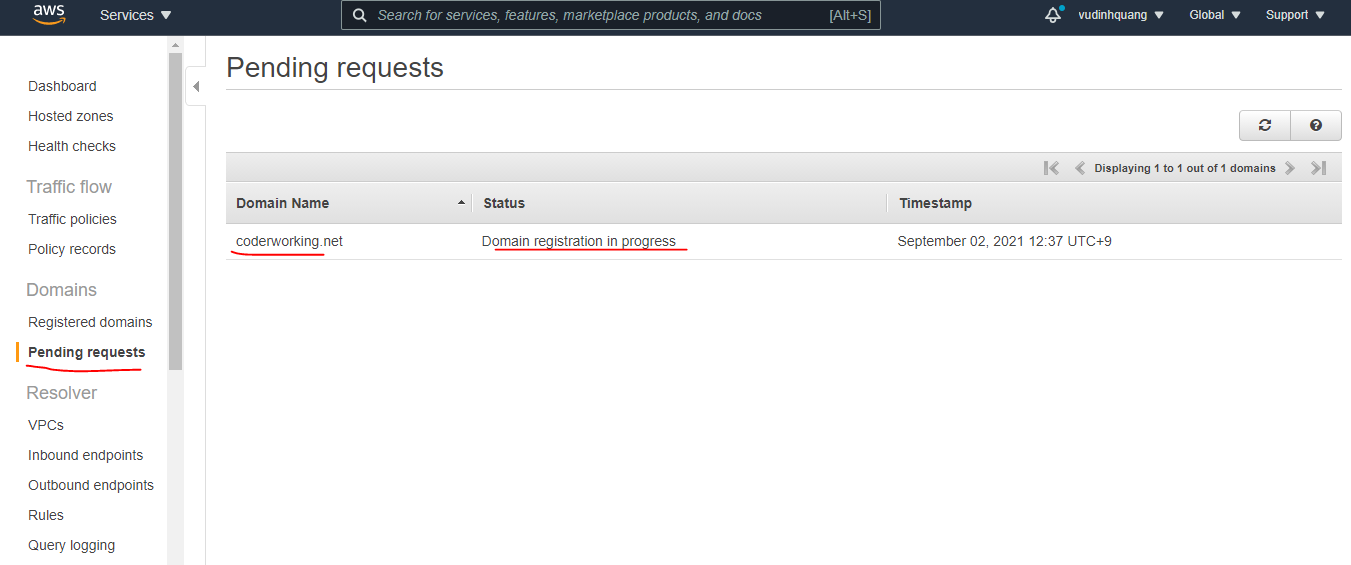 aws Services Search for services, features, marketplace products, and docs [Alt+S] vudinhquang Global Support
Dashboard
Hosted zones
Health checks
Traffic flow
Traffic policies
Policy records
Domains
Registered domains
Pending requests
Resolver
VPCs
Inbound endpoints
Outbound endpoints
Rules
Query logging
Pending requests
Displaying 1 to 1 out of 1 domains
Domain Name Status Timestamp
coderworking.net Domain registration in progress September 02, 2021 12:37 UTC+9